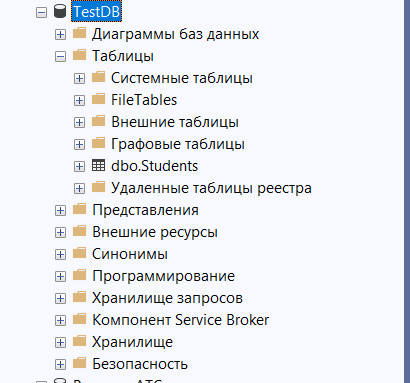 TestDB
Диаграммы баз данных
Таблицы
Системные таблицы
FileTables
Внешние таблицы
Графовые таблицы
dbo.Students
Удаленные таблицы реестра
Представления
Внешние ресурсы
Синонимы
Программирование
Хранилище запросов
Компонент Service Broker
Хранилище
Безопасность